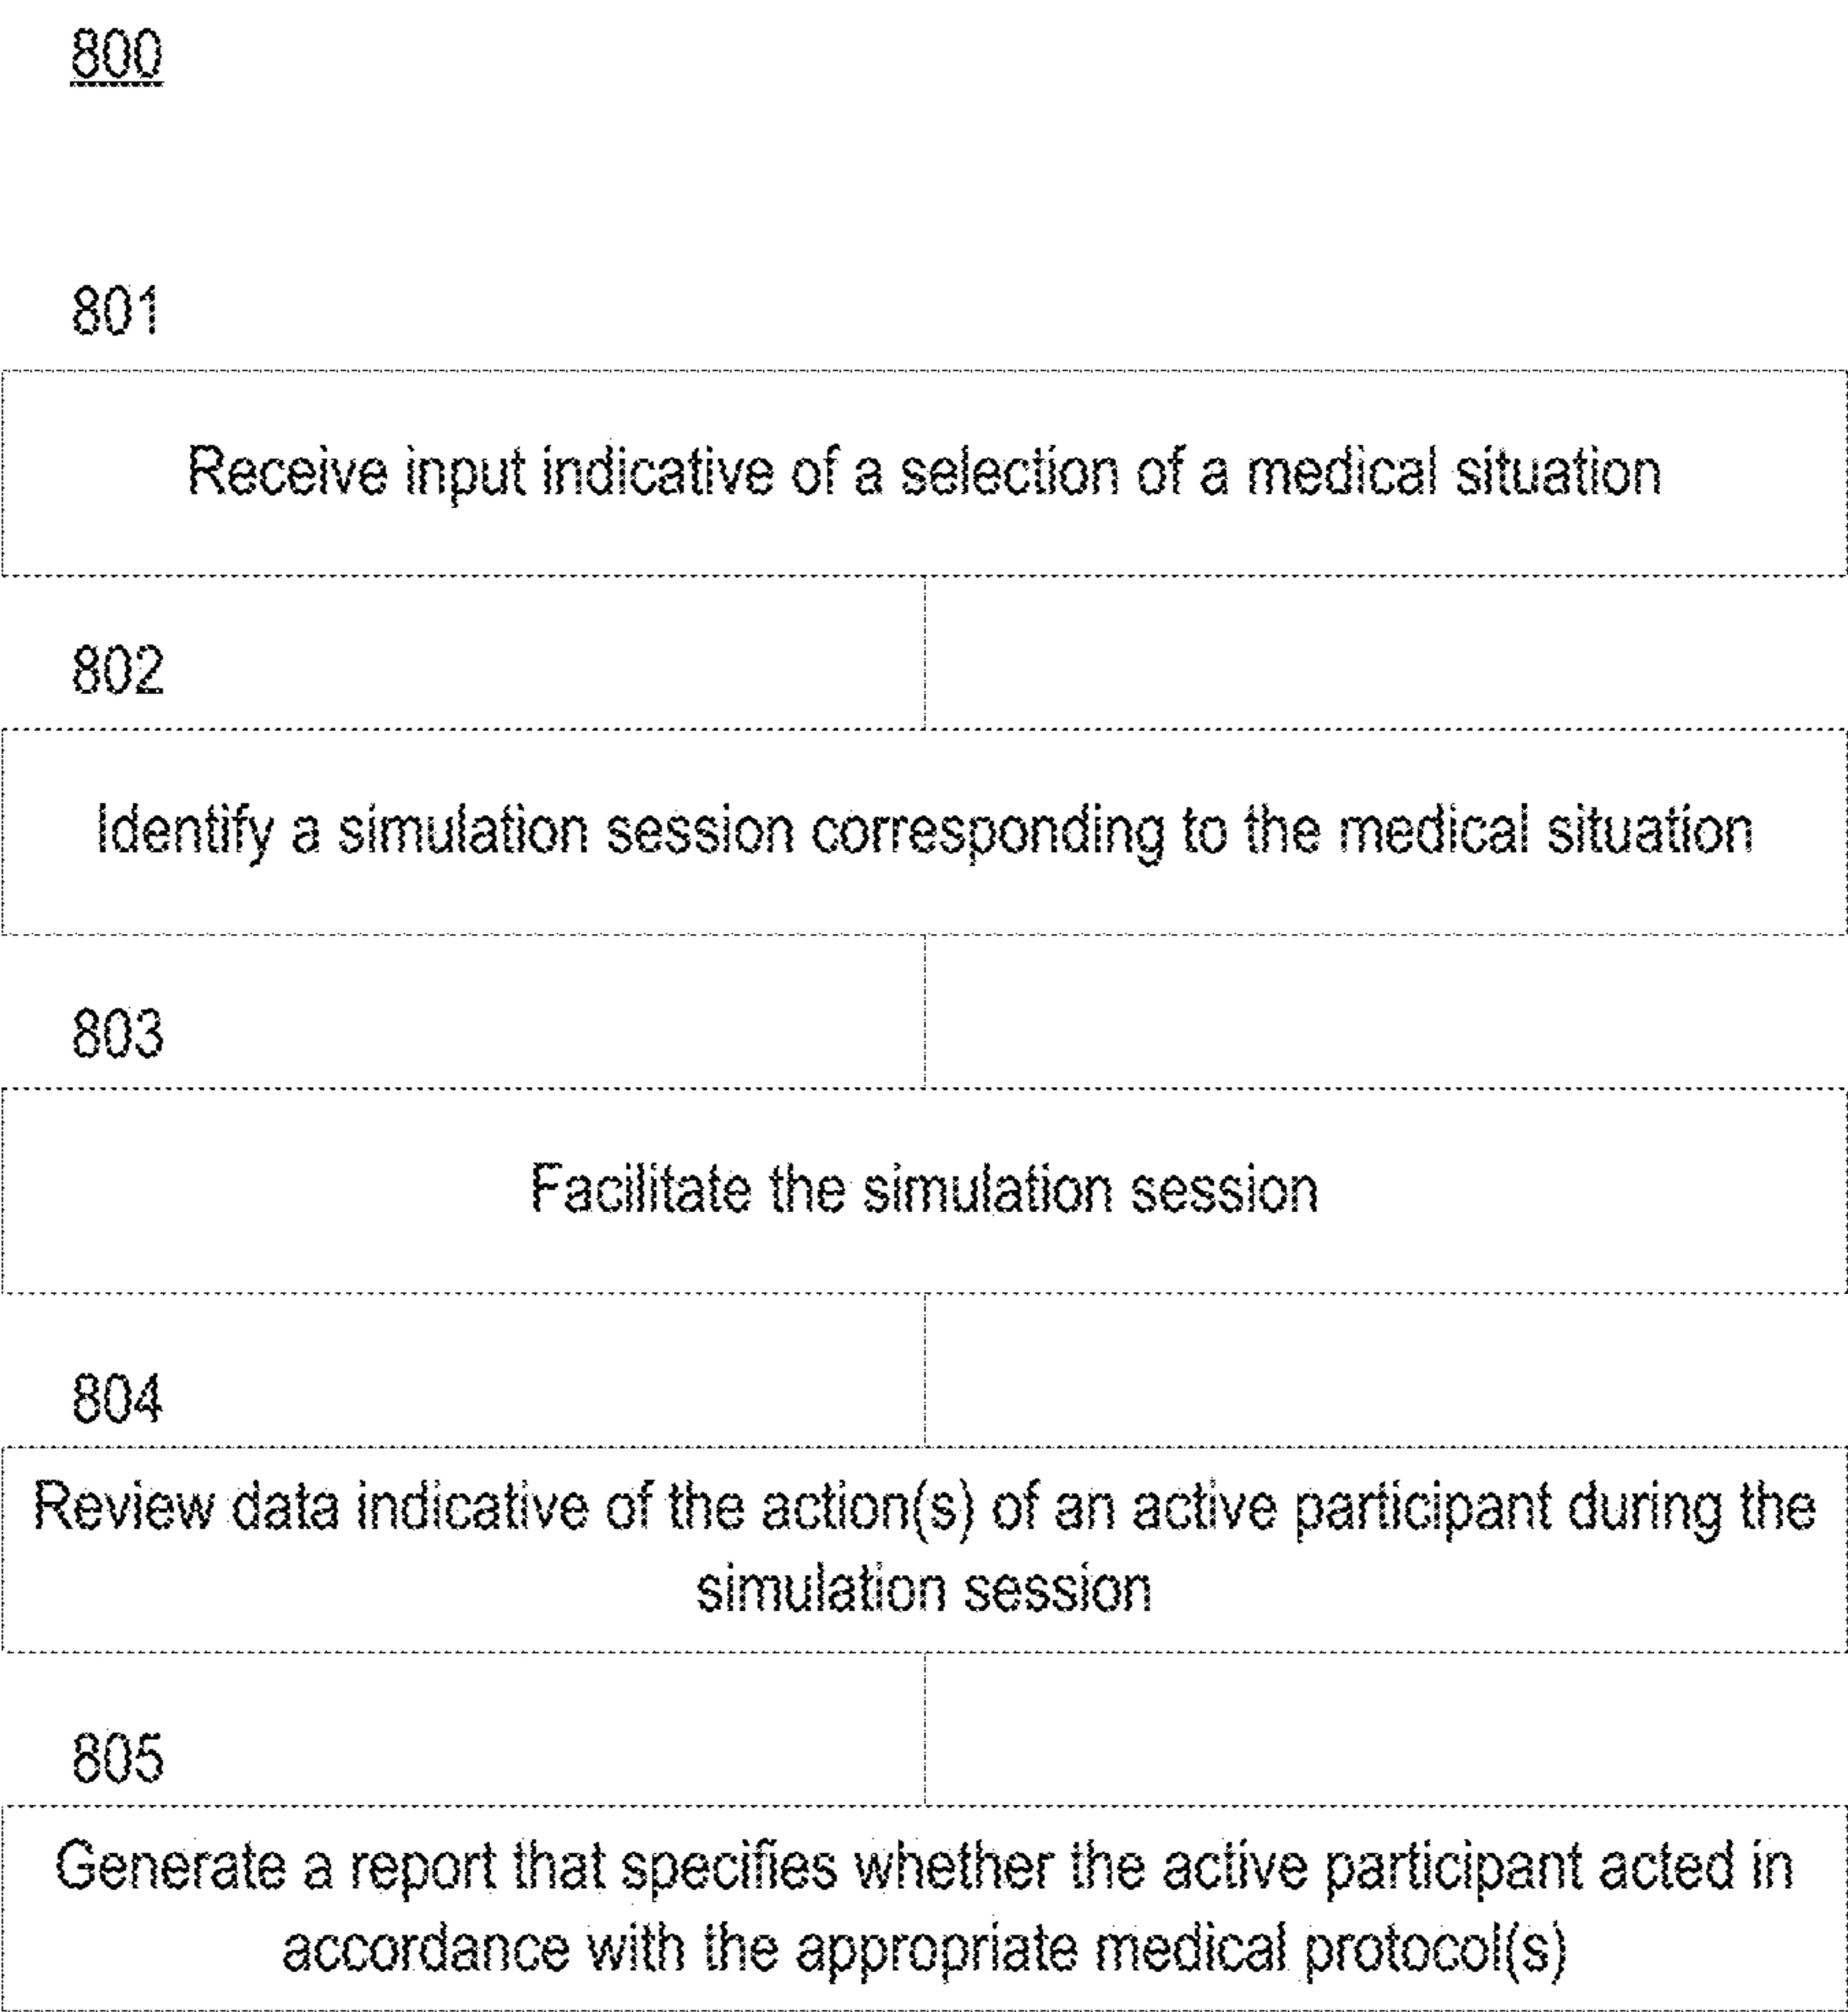 800
801
Receive input indicative of a selection of a medical situation
802
Identify a simulation session corresponding to the medical situation
803
Facilitate the simulation session
804
Review data indicative of the action(s) of an active participant during the
simulation session
805
Generate a report that specifies whether the active participant acted in
accordance with the appropriate medical protocol(s)